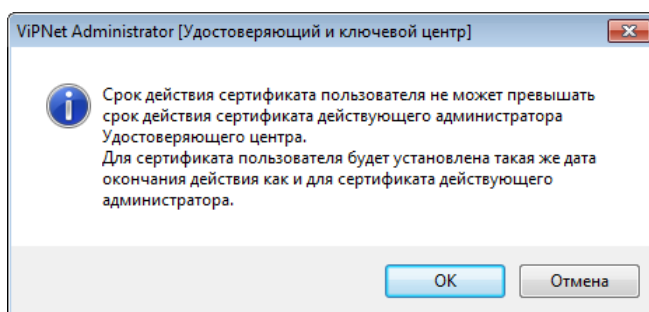 ViPNet Administrator [Удостоверяющий и ключевой центр]
Срок действия сертификата пользователя не может превышать
срок действия сертификата действующего администратора
Удостоверяющего центра.
Для сертификата пользователя будет установлена такая же дата
окончания действия как и для сертификата действующего
администратора.
OK
Отмена